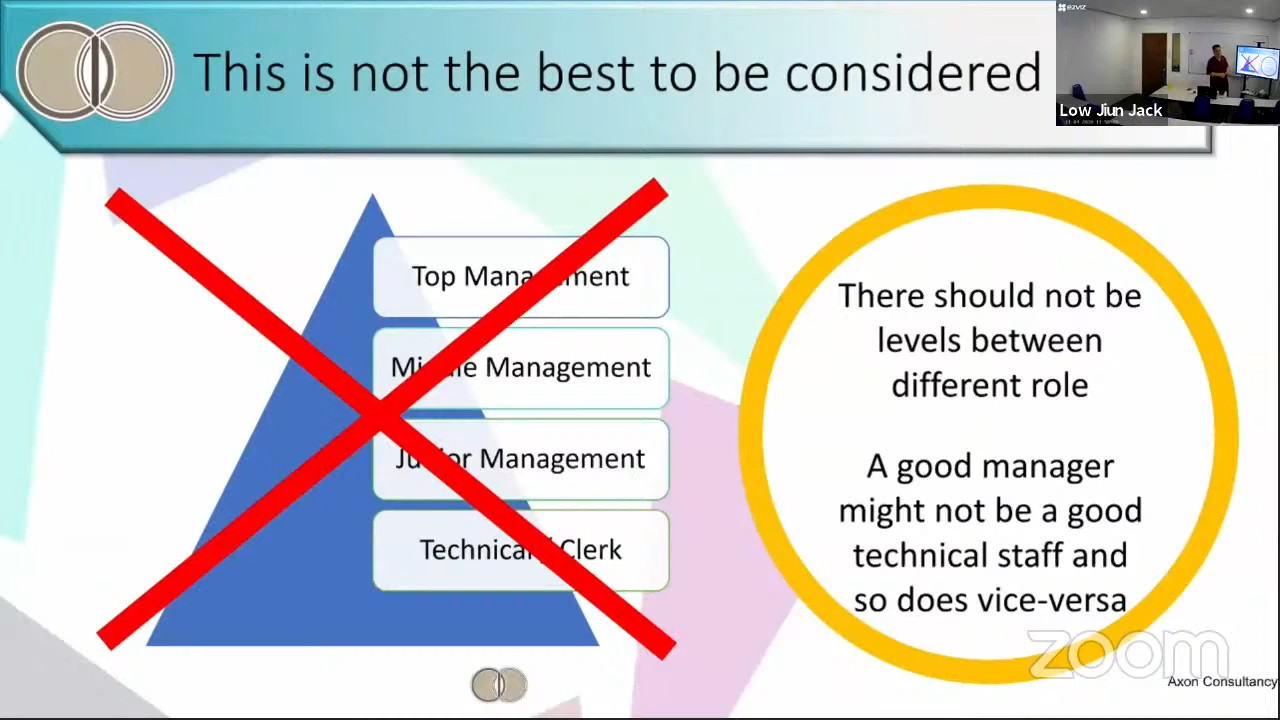 This is not the best to be considered
ezviz
Low Jiun Jack
Top Management
Middle Management
Junior Management
Technical / Clerk
There should not be
levels between
different role
A good manager
might not be a good
technical staff and
so does vice-versa
zoom
Axon Consultancy